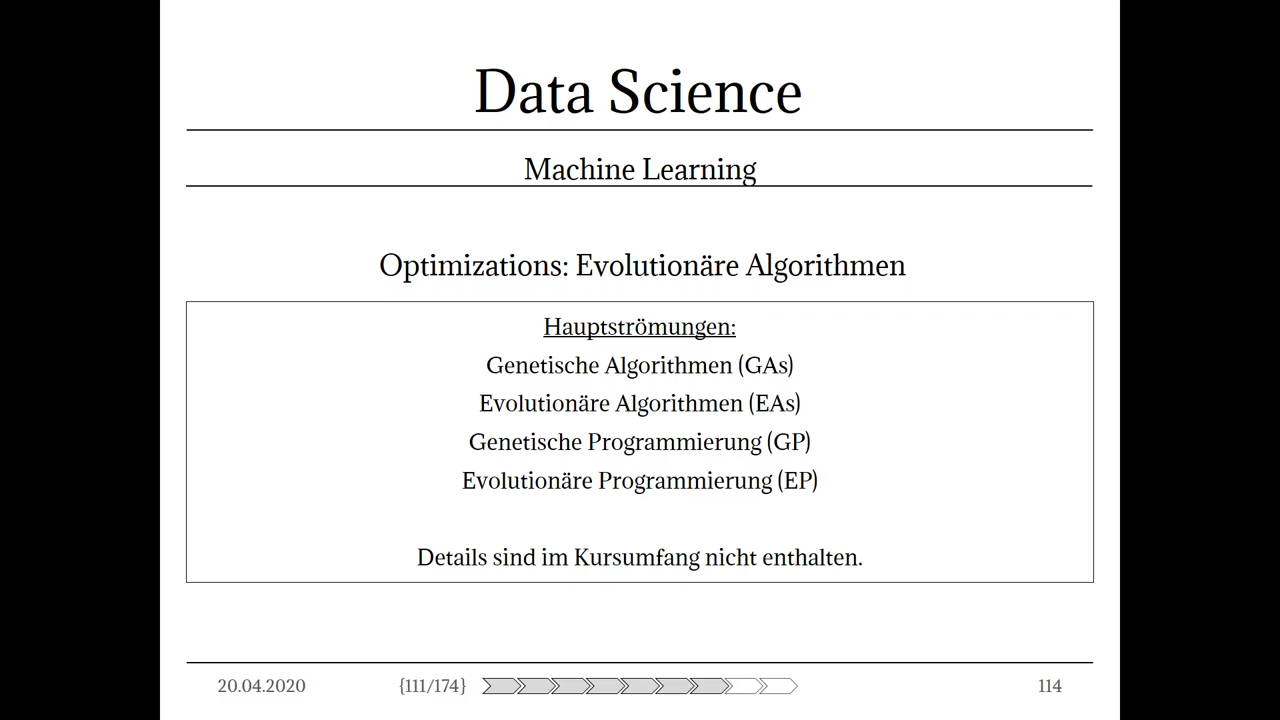 Data Science
Machine Learning
Optimizations: Evolutionäre Algorithmen
Hauptströmungen:
Genetische Algorithmen (GAs)
Evolutionäre Algorithmen (EAs)
Genetische Programmierung (GP)
Evolutionäre Programmierung (EP)
Details sind im Kursumfang nicht enthalten.
20.04.2020 {111/174} 114